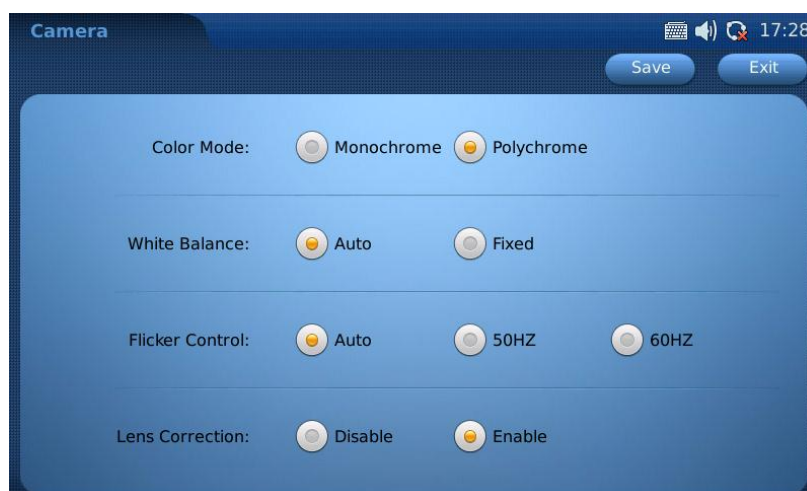 Camera 17:28
Save Exit
Color Mode: Monochrome Polychrome
White Balance: Auto Fixed
Flicker Control: Auto 50HZ 60HZ
Lens Correction: Disable Enable